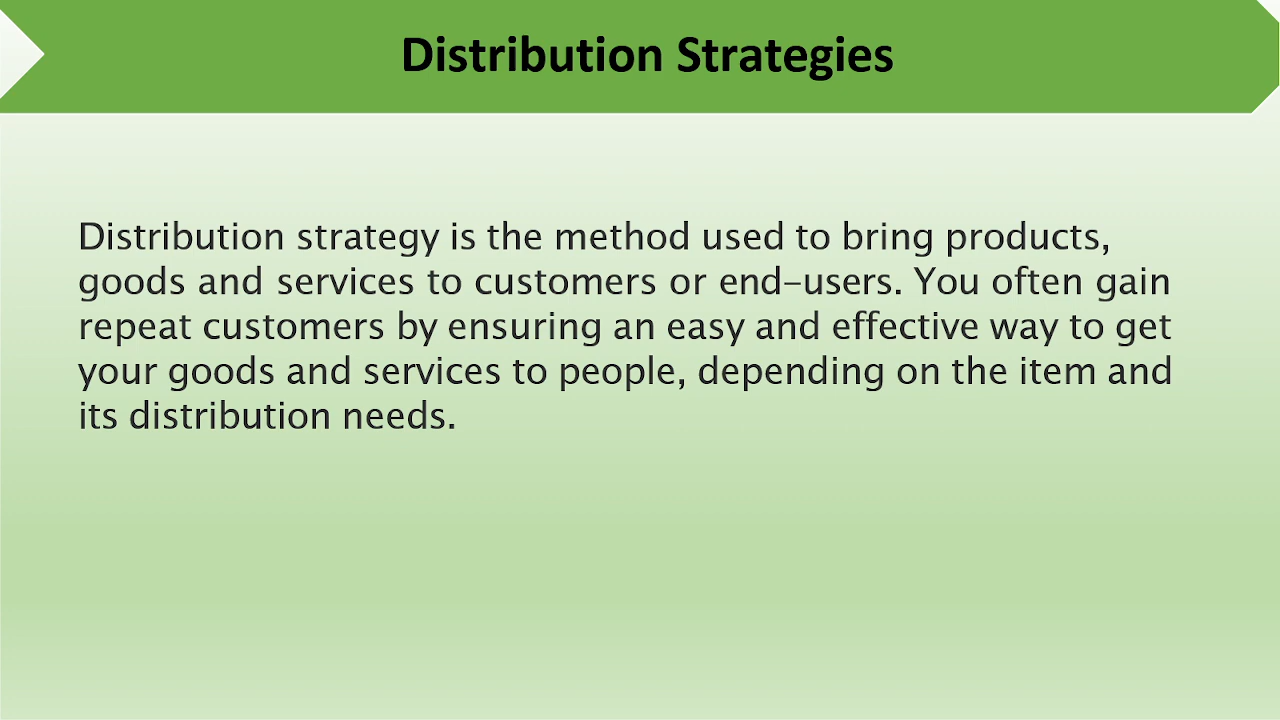 Distribution Strategies
Distribution strategy is the method used to bring products,
goods and services to customers or end-users. You often gain
repeat customers by ensuring an easy and effective way to get
your goods and services to people, depending on the item and
its distribution needs.